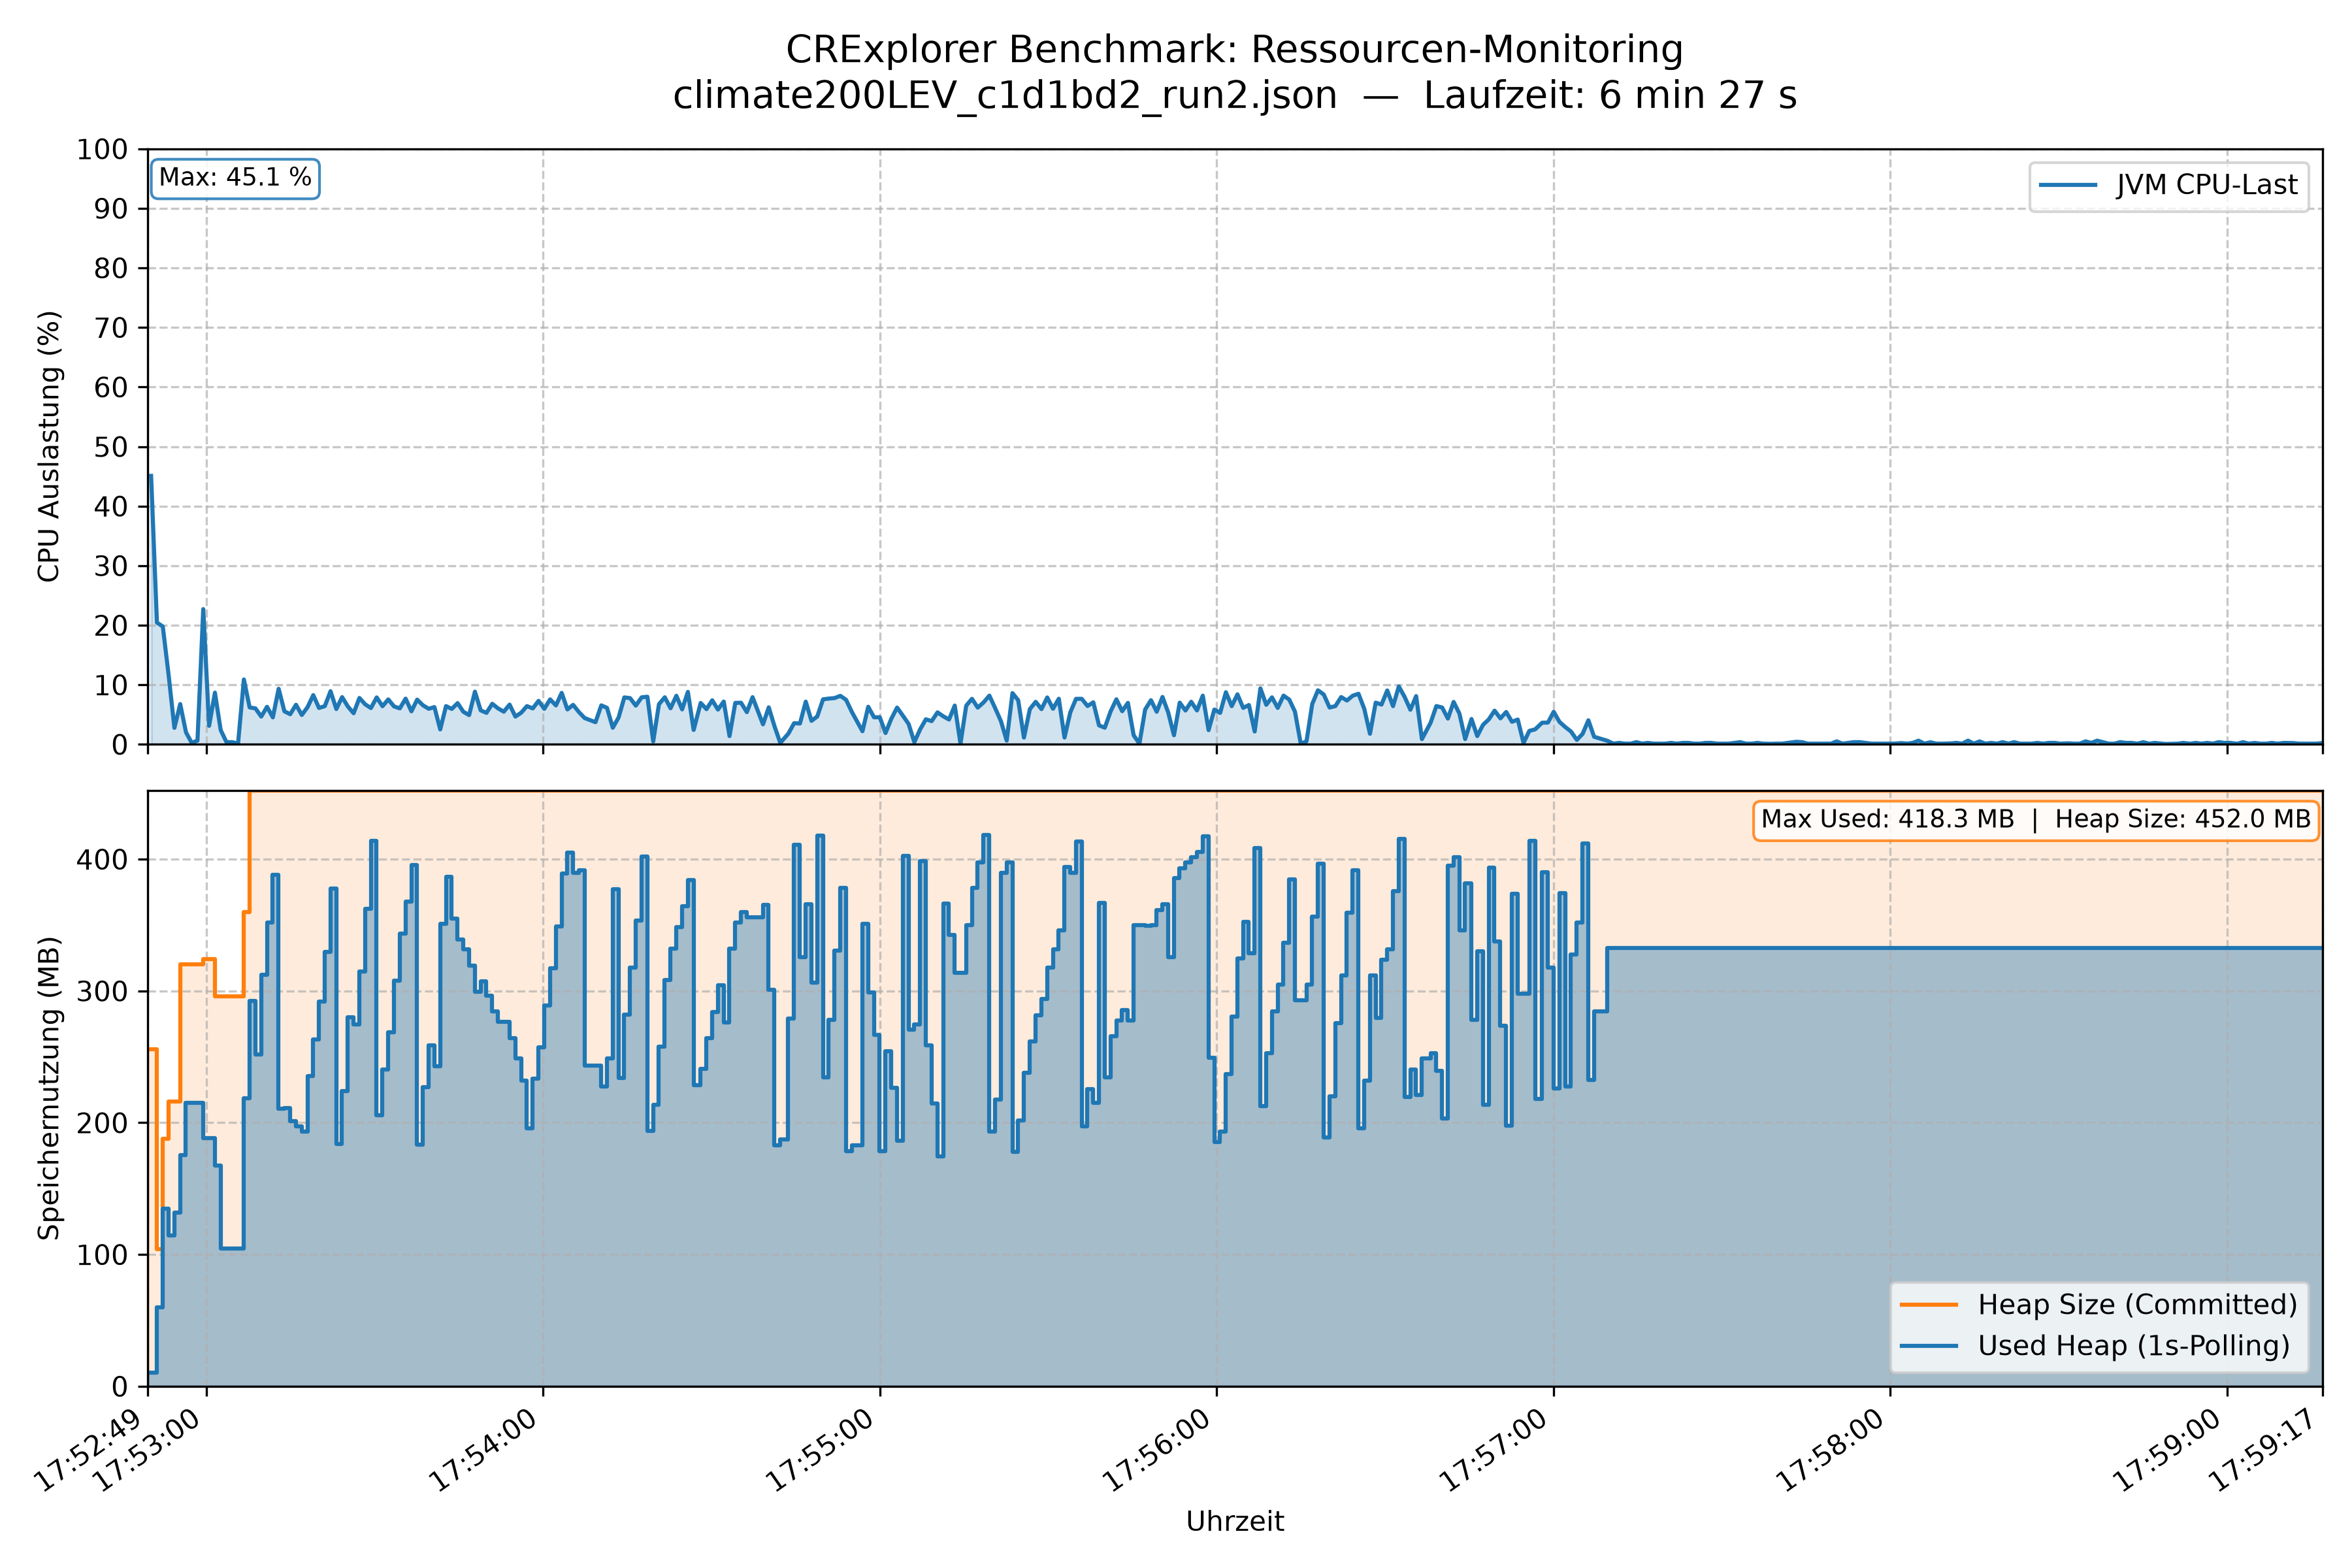 CRExplorer Benchmark: Ressourcen-Monitoring
climate200LEV_c1d1bd2_run2.json — Laufzeit: 6 min 27 s
Max: 45.1 %
JVM CPU-Last
CPU Auslastung (%)
100
90
80
70
60
50
40
30
20
10
0
Max Used: 418.3 MB | Heap Size: 452.0 MB
Speichernutzung (MB)
400
300
200
100
0
Heap Size (Committed)
Used Heap (1s-Polling)
17:52:49
17:53:00
17:54:00
17:55:00
17:56:00
17:57:00
17:58:00
17:59:00
17:59:17
Uhrzeit